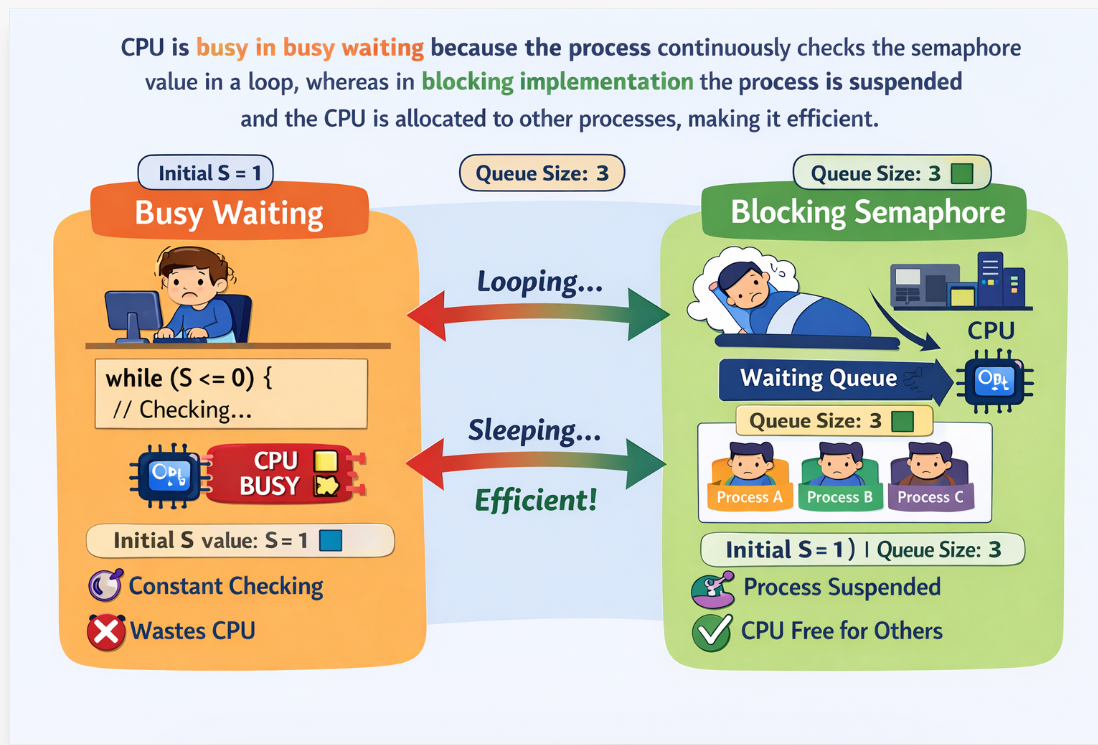 CPU is busy in busy waiting because the process continuously checks the semaphore
value in a loop, whereas in blocking implementation the process is suspended
and the CPU is allocated to other processes, making it efficient.
Initial S = 1
Busy Waiting
while (S <= 0) {
// Checking...
CPU
BUSY
Initial S value: S = 1
Constant Checking
Wastes CPU
Queue Size: 3
Looping...
Sleeping...
Efficient!
Queue Size: 3
Blocking Semaphore
CPU
Waiting Queue
Queue Size: 3
Process A
Process B
Process C
Initial S = 1) | Queue Size: 3
Process Suspended
CPU Free for Others